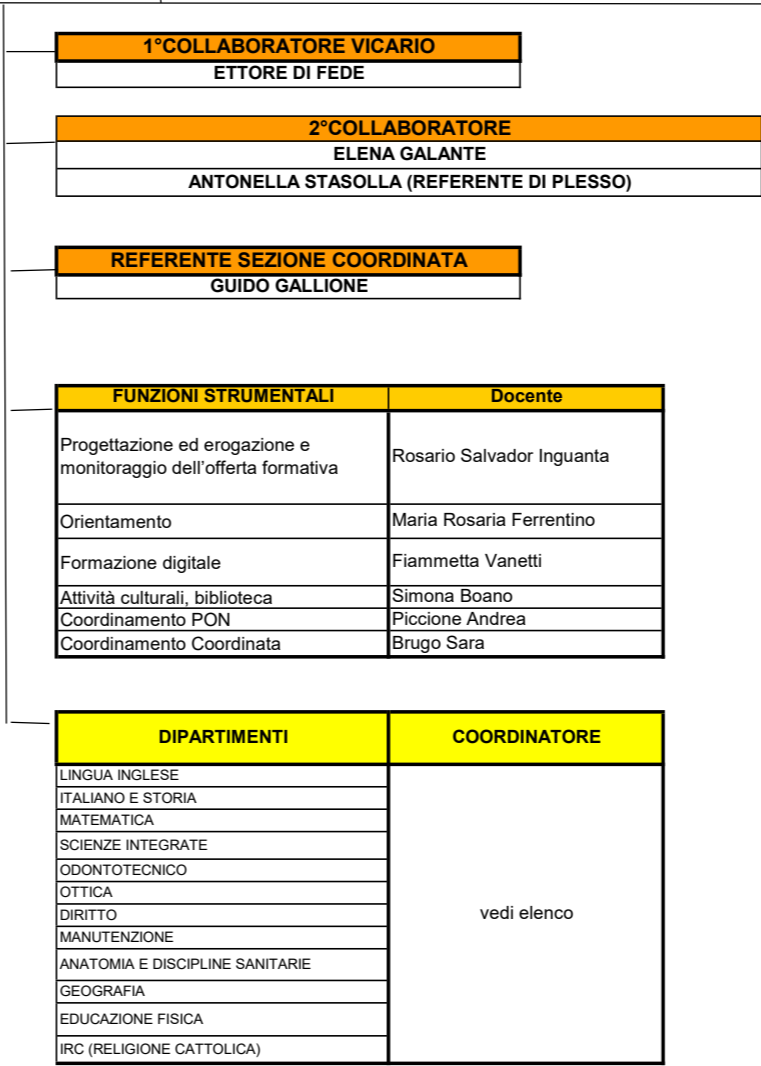 1°COLLABORATORE VICARIO
ETTORE DI FEDE
2°COLLABORATORE
ELENA GALANTE
ANTONELLA STASOLLA (REFERENTE DI PLESSO)
REFERENTE SEZIONE COORDINATA
GUIDO GALLIONE
FUNZIONI STRUMENTALI Docente
Progettazione ed erogazione e
monitoraggio dell’offerta formativa
Rosario Salvador Inguanta
Orientamento Maria Rosaria Ferrentino
Formazione digitale Fiammetta Vanetti
Attività culturali, biblioteca Simona Boano
Coordinamento PON Piccione Andrea
Coordinamento Coordinata Brugo Sara
DIPARTIMENTI COORDINATORE
LINGUA INGLESE
ITALIANO E STORIA
MATEMATICA
SCIENZE INTEGRATE
ODONTOTECNICO
OTTICA
DIRITTO
vedi elenco
MANUTENZIONE
ANATOMIA E DISCIPLINE SANITARIE
GEOGRAFIA
EDUCAZIONE FISICA
IRC (RELIGIONE CATTOLICA)